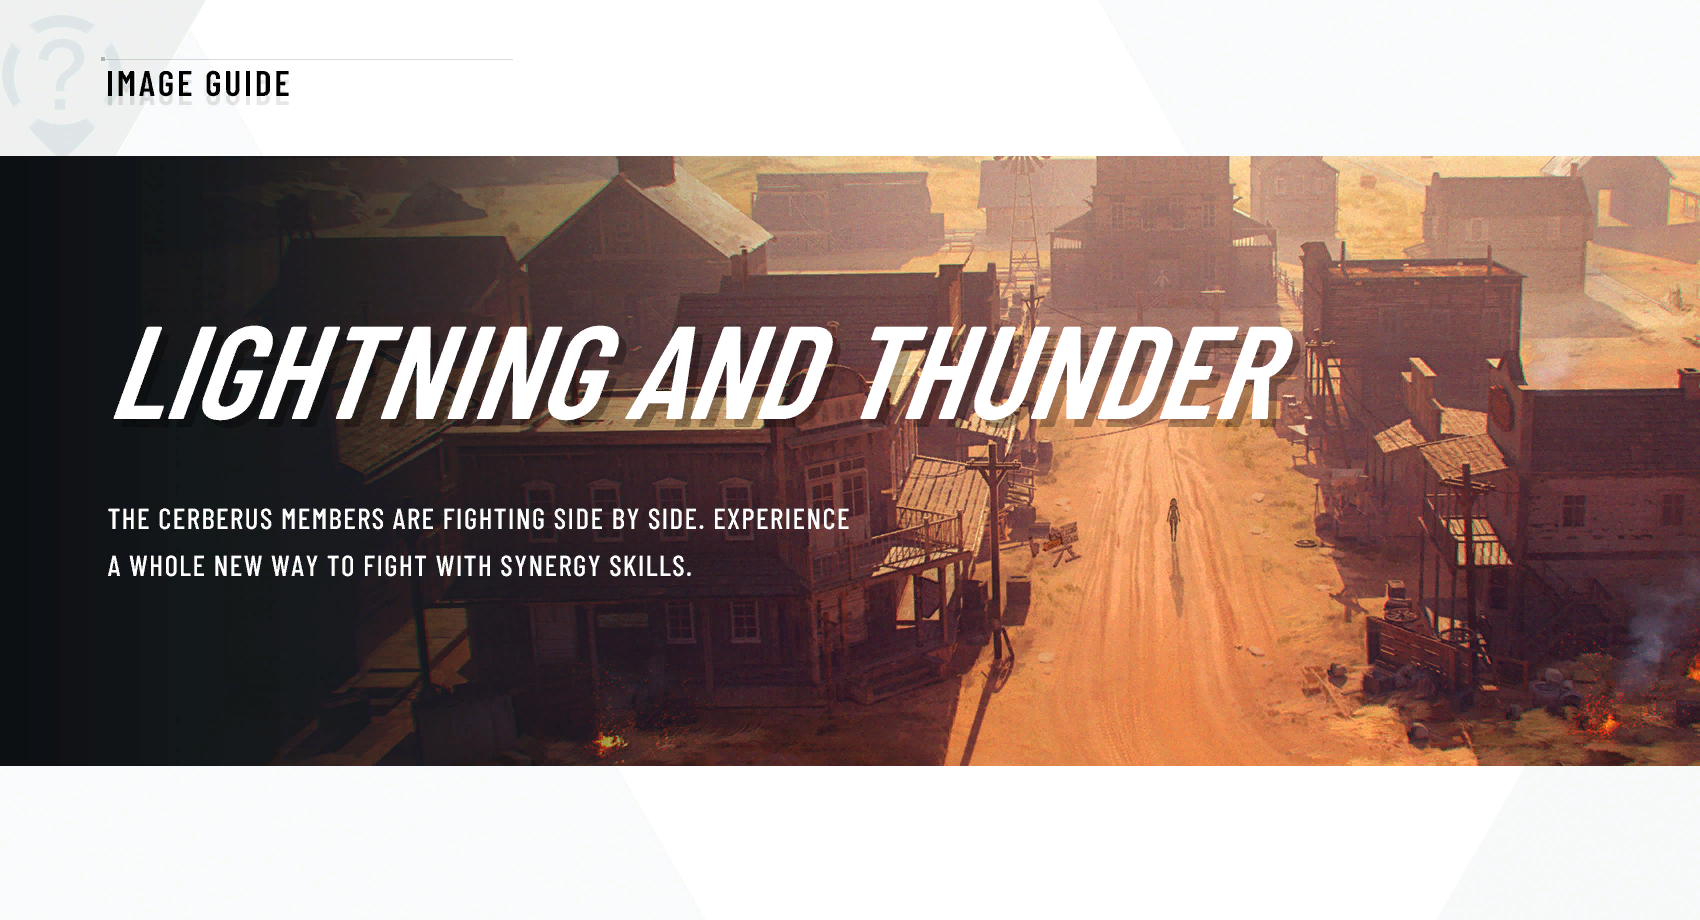 IMAGE GUIDE
LIGHTNING AND THUNDER
THE CERBERUS MEMBERS ARE FIGHTING SIDE BY SIDE. EXPERIENCE
A WHOLE NEW WAY TO FIGHT WITH SYNERGY SKILLS.